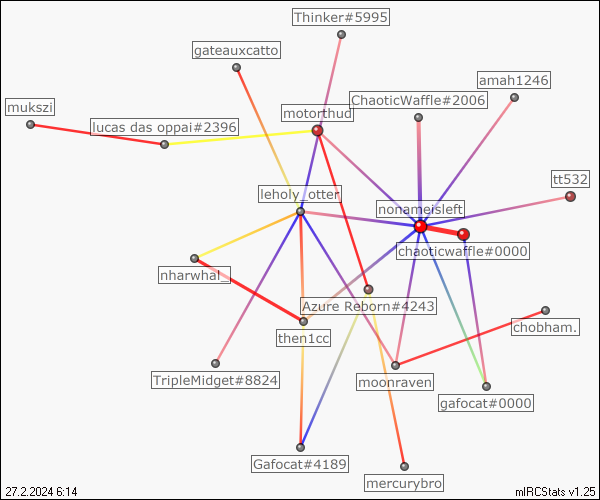 Thinker#5995
gateauxcatto
amah1246
ChaoticWaffle#2006
mukszi
motorthud
lucas das oppai#2396
tt532
leholy_otter
nonameisleft
chaoticwaffle#0000
nharwhal_
Azure Reborn#4243
chobham.
then1cc
TripleMidget#8824
moonraven
gafocat#0000
Gafocat#4189
mercurybro
27.2.2024 6:14
mIRCStats v1.25